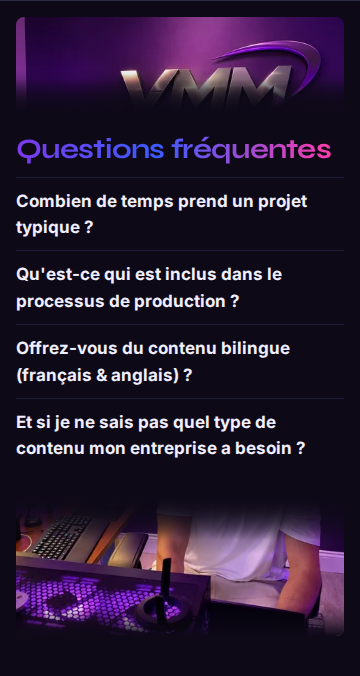 VMM
Questions fréquentes
Combien de temps prend un projet
typique ?
Qu'est-ce qui est inclus dans le
processus de production ?
Offrez-vous du contenu bilingue
(français & anglais) ?
Et si je ne sais pas quel type de
contenu mon entreprise a besoin ?